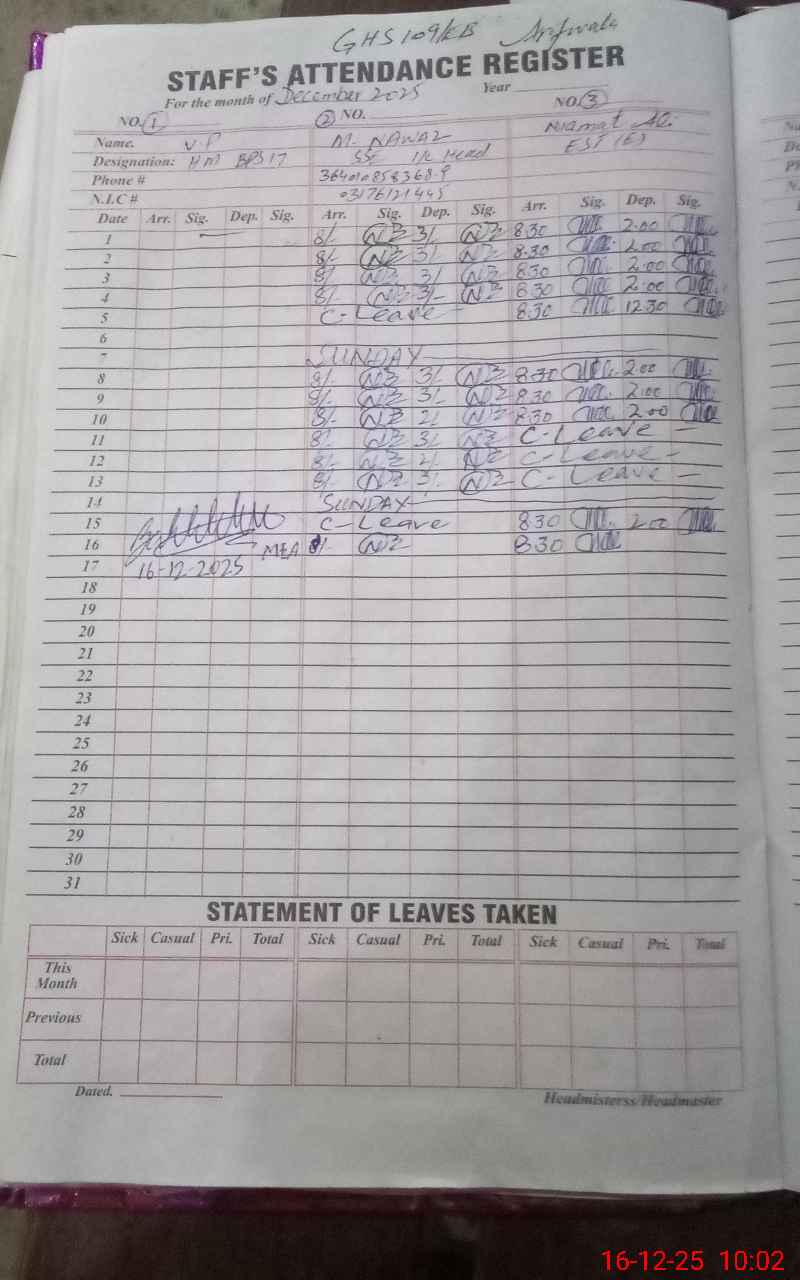 GHS 109/EB Arifwala
STAFF'S ATTENDANCE REGISTER
For the month of December 2025 Year
NO. 1 2 NO. NO. 3
Name. V.P M. NAWAZ Niamat Ali
Designation: HM BPS 17 SSE I/c Head EST (E)
Phone #
N.I.C # 03176121445
Date Arr. Sig. Dep. Sig. Arr. Sig. Dep. Sig. Arr. Sig. Dep. Sig.
1 8/- 3/- 8.30 2.00
2 8/- 3/- 8.30 2.00
3 8/- 3/- 8.30 2.00
4 8/- 3/- 8.30 2.00
5 C-Leave 8.30 12.30
6
7 SUNDAY
8 8/- 3/- 8.30 2.00
9 8/- 3/- 8.30 2.00
10 8/- 2/- 8.30 2.00
11 8/- 3/- C-Leave
12 8/- 2/- C-Leave
13 8/- 3/- C-Leave
14 SUNDAY
15 C-Leave 8.30 2.00
16 MEA 8/- 8.30
17 16-12-2025
18
19
20
21
22
23
24
25
26
27
28
29
30
31
STATEMENT OF LEAVES TAKEN
Sick Casual Pri. Total Sick Casual Pri. Total Sick Casual Pri. Total
This Month
Previous
Total
Dated. Headmisterss/Headmaster
16-12-25 10:02